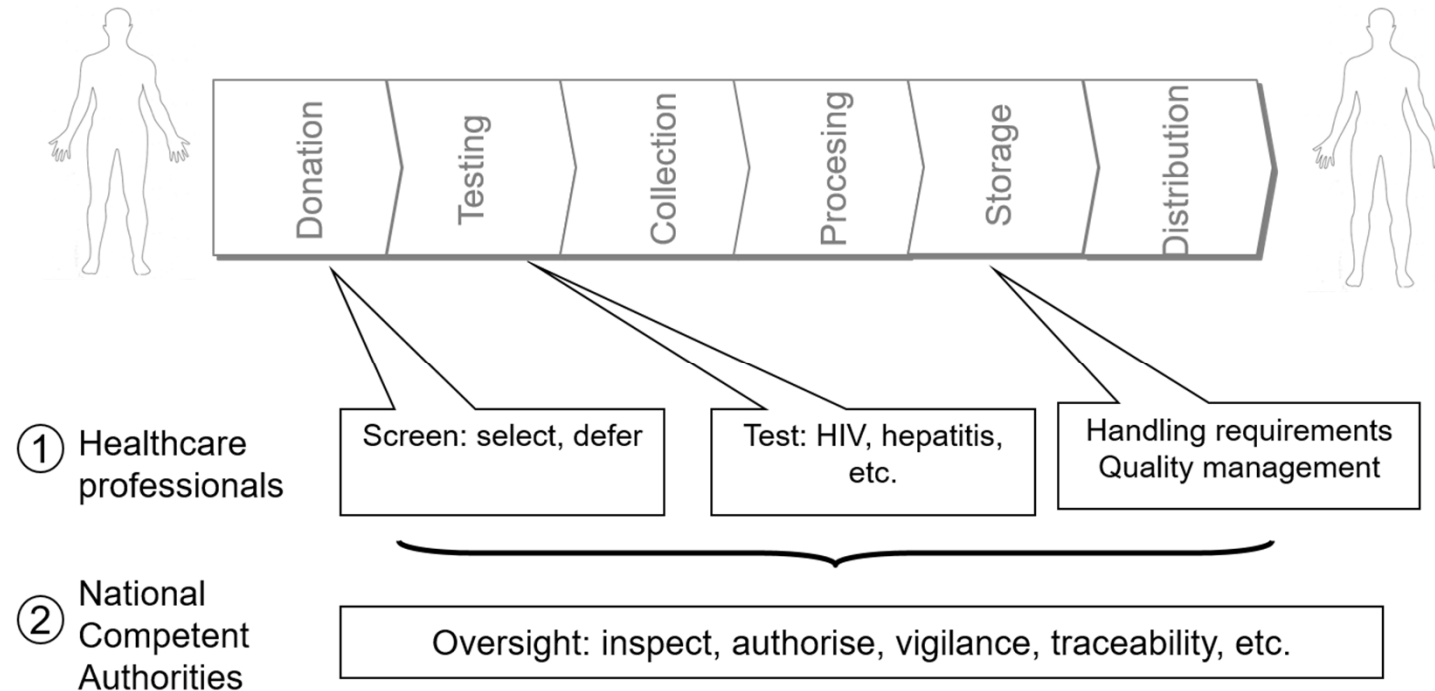 Donation
Testing
Collection
Procesing
Storage
Distribution
Screen: select, defer
Test: HIV, hepatitis,
etc.
Handling requirements
Quality management
1
Healthcare
professionals
2
National
Competent
Authorities
Oversight: inspect, authorise, vigilance, traceability, etc.